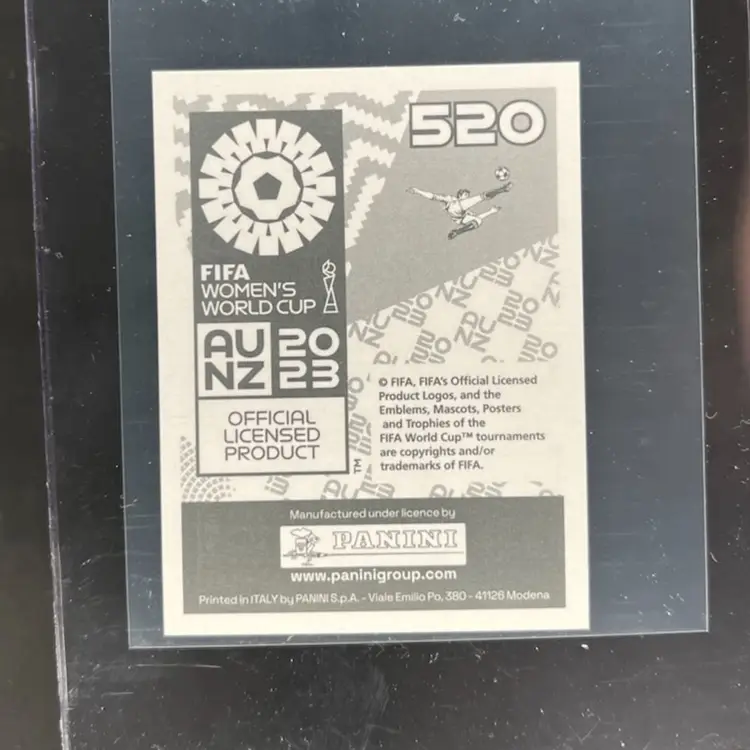 520
FIFA
WOMEN'S
WORLD CUP
AU 20
NZ 23
OFFICIAL
LICENSED
PRODUCT
TM
© FIFA, FIFA's Official Licensed
Product Logos, and the
Emblems, Mascots, Posters
and Trophies of the
FIFA World Cup™ tournaments
are copyrights and/or
trademarks of FIFA.
Manufactured under licence by
PANINI
www.paninigroup.com
Printed in ITALY by PANINI S.p.A. - Viale Emilio Po, 380 - 41126 Modena